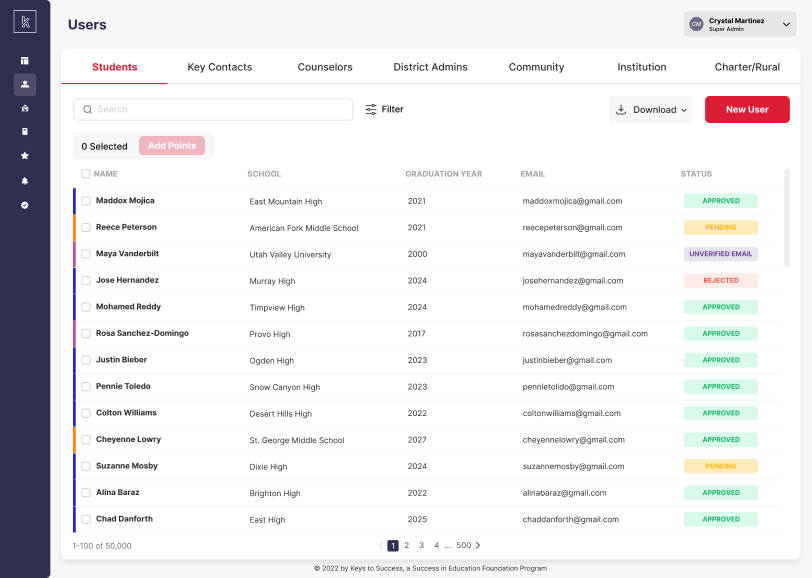 k
Users
CM
Crystal Martinez
Super Admin
Students Key Contacts Counselors District Admins Community Institution Charter/Rural
Search Filter Download New User
0 Selected Add Points
NAME SCHOOL GRADUATION YEAR EMAIL STATUS
Maddox Mojica East Mountain High 2021 maddoxmojica@gmail.com APPROVED
Reece Peterson American Fork Middle School 2021 reecepeterson@gmail.com PENDING
Maya Vanderbilt Utah Valley University 2000 mayavanderbilt@gmail.com UNVERIFIED EMAIL
Jose Hernandez Murray High 2024 josehernandez@gmail.com REJECTED
Mohamed Reddy Timpview High 2024 mohamedreddy@gmail.com APPROVED
Rosa Sanchez-Domingo Provo High 2017 rosasanchezdomingo@gmail.com APPROVED
Justin Bieber Ogden High 2023 justinbieber@gmail.com APPROVED
Pennie Toledo Snow Canyon High 2023 pennietolido@gmail.com APPROVED
Colton Williams Desert Hills High 2022 coltonwilliams@gmail.com APPROVED
Cheyenne Lowry St. George Middle School 2027 cheyennelowry@gmail.com APPROVED
Suzanne Mosby Dixie High 2024 suzannemosby@gmail.com PENDING
Alina Baraz Brighton High 2022 alinabaraz@gmail.com APPROVED
Chad Danforth East High 2025 chaddanforth@gmail.com APPROVED
1-100 of 50,000 1 2 3 4 ... 500
© 2022 by Keys to Success, a Success in Education Foundation Program